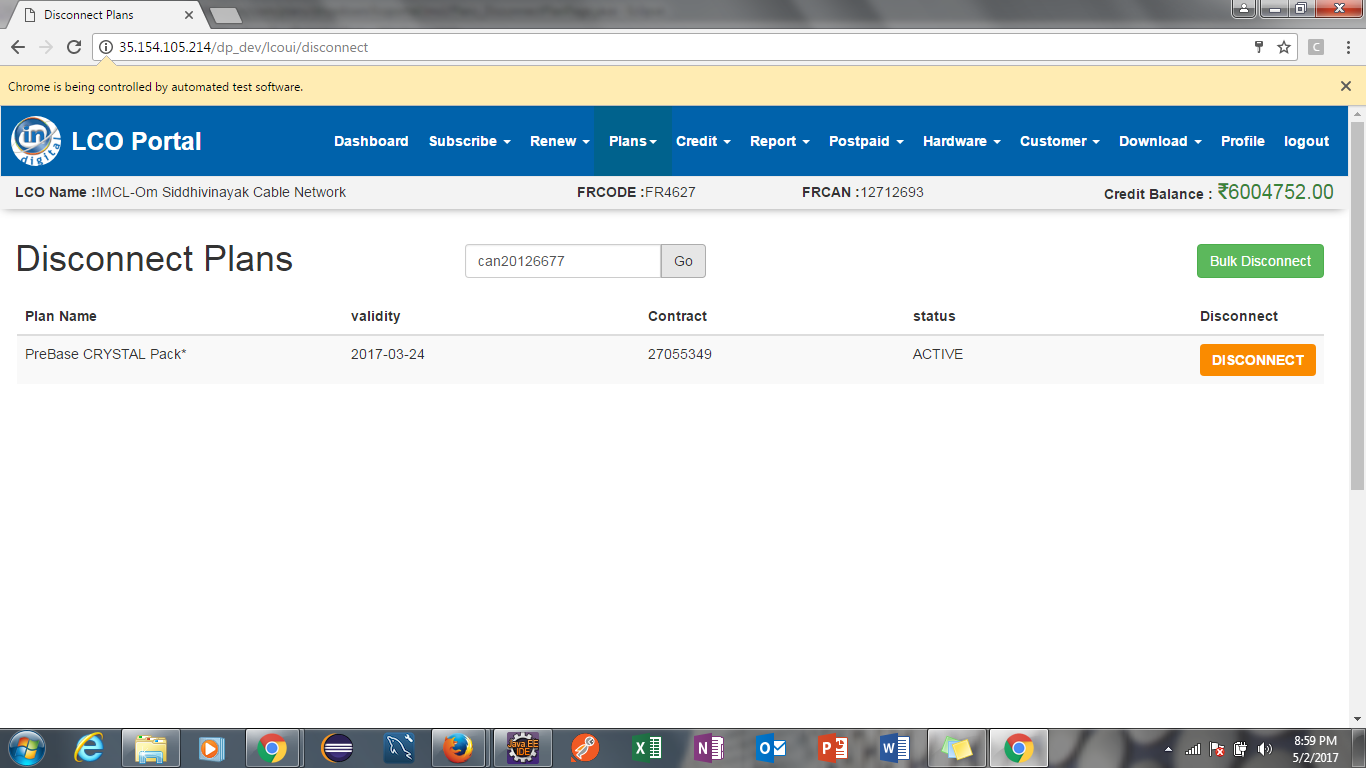 Disconnect Plans
35.154.105.214/dp_dev/lcoui/disconnect
C
Chrome is being controlled by automated test software.
in digital LCO Portal Dashboard Subscribe Renew Plans Credit Report Postpaid Hardware Customer Download Profile logout
LCO Name :IMCL-Om Siddhivinayak Cable Network FRCODE :FR4627 FRCAN :12712693 Credit Balance : ₹6004752.00
Disconnect Plans can20126677 Go Bulk Disconnect
Plan Name validity Contract status Disconnect
PreBase CRYSTAL Pack* 2017-03-24 27055349 ACTIVE DISCONNECT
Java EE IDE
8:59 PM
5/2/2017